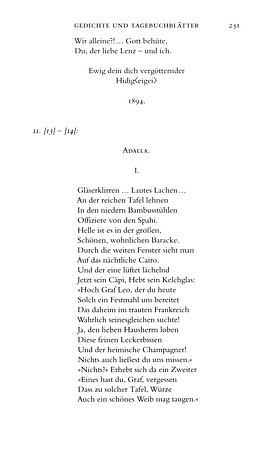 GEDICHTE UND TAGEBUCHBLÄTTER 251
Wir alleine?!… Gott behüte,
Du, der liebe Lenz – und ich.
Ewig dein dich vergötternder
Hidig⟨eigei⟩
1894.
11. [13] – [14]:
ADALLA.
I.
Gläserklirren … Lautes Lachen…
An der reichen Tafel lehnen
In den niedern Bambusstühlen
Offiziere von den Spahi.
Helle ist es in der großen,
Schönen, wohnlichen Baracke.
Durch die weiten Fenster sieht man
Auf das nächtliche Cairo.
Und der eine lüftet lächelnd
Jetzt sein Cäpi, Hebt sein Kelchglas:
»Hoch Graf Leo, der du heute
Solch ein Festmahl uns bereitet
Das daheim im trauten Frankreich
Wahrlich seinesgleichen suchte!
Ja, den lieben Hausherrn loben
Diese feinen Leckerbissen
Und der heimische Champagner!
Nichts auch ließest du uns missen.«
»Nichts?« Erhebt sich da ein Zweiter
»Eines hast du, Graf, vergessen
Dass zu solcher Tafel, Würze
Auch ein schönes Weib mag taugen.«